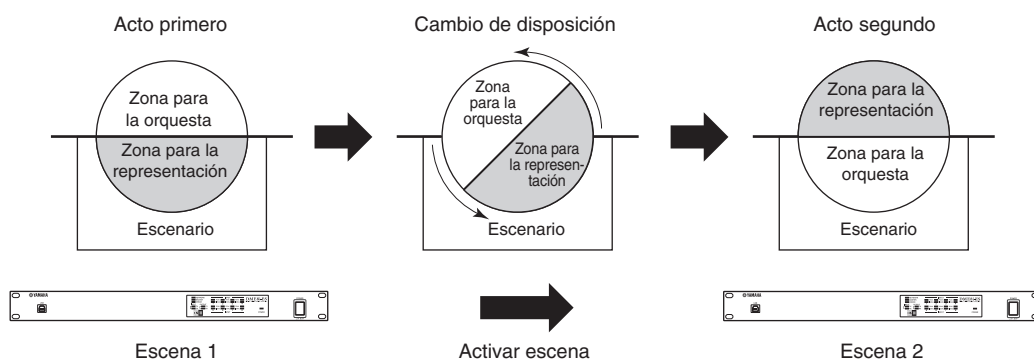 Acto primero
Cambio de disposición
Acto segundo
Zona para
la orquesta
Zona para la
representación
Escenario
Zona
para la
orquesta
Zona para
la represen-
tación
Escenario
Zona para la
representación
Zona para la
orquesta
Escenario
YAMAHA
YAMAHA
Escena 1
Activar escena
Escena 2